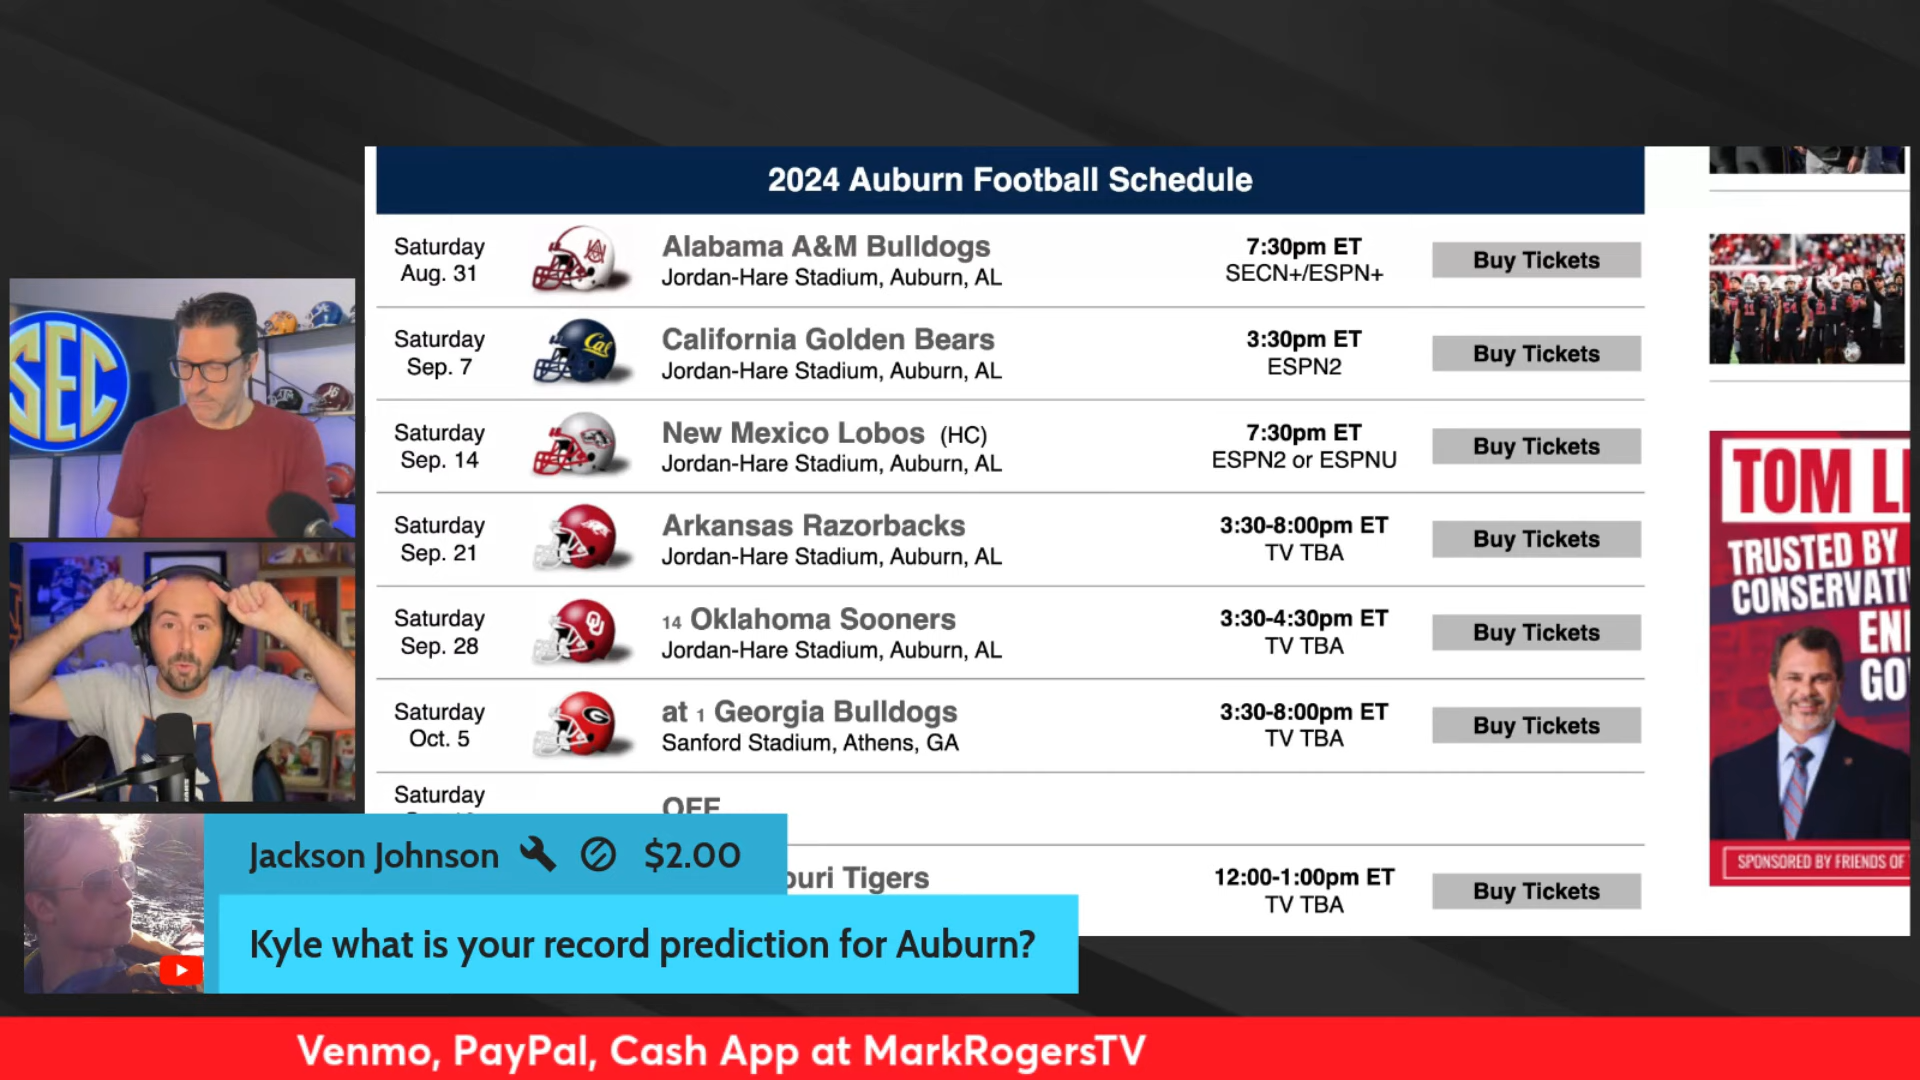 2024 Auburn Football Schedule
Saturday
Aug. 31
Alabama A&M Bulldogs
Jordan-Hare Stadium, Auburn, AL
7:30pm ET
SECN+/ESPN+
Buy Tickets
Saturday
Sep. 7
Cal
California Golden Bears
Jordan-Hare Stadium, Auburn, AL
3:30pm ET
ESPN2
Buy Tickets
Saturday
Sep. 14
New Mexico Lobos (HC)
Jordan-Hare Stadium, Auburn, AL
7:30pm ET
ESPN2 or ESPNU
Buy Tickets
Saturday
Sep. 21
Arkansas Razorbacks
Jordan-Hare Stadium, Auburn, AL
3:30-8:00pm ET
TV TBA
Buy Tickets
Saturday
Sep. 28
OU
14 Oklahoma Sooners
Jordan-Hare Stadium, Auburn, AL
3:30-4:30pm ET
TV TBA
Buy Tickets
Saturday
Oct. 5
G
at 1 Georgia Bulldogs
Sanford Stadium, Athens, GA
3:30-8:00pm ET
TV TBA
Buy Tickets
Saturday
OFF
ouri Tigers
12:00-1:00pm ET
TV TBA
Buy Tickets
SEC
TOM L
TRUSTED BY
CONSERVATI
EN
GO
SPONSORED BY FRIENDS OF
Jackson Johnson $2.00
Kyle what is your record prediction for Auburn?
Venmo, PayPal, Cash App at MarkRogersTV